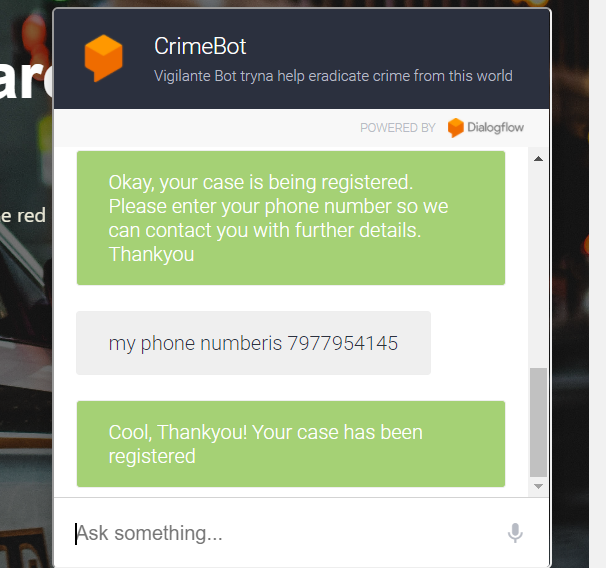 CrimeBot
Vigilante Bot tryna help eradicate crime from this world
POWERED BY Dialogflow
Okay, your case is being registered.
Please enter your phone number so we
can contact you with further details.
Thankyou
e red
my phone numberis 7977954145
Cool, Thankyou! Your case has been
registered
Ask something...